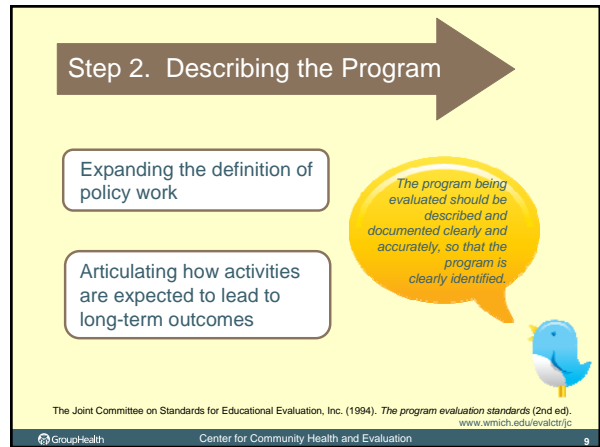 Step 2.  Describing the Program
Expanding the definition of
policy work
The program being
evaluated should be
described and
documented clearly and
accurately, so that the
program is
clearly identified.
Articulating how activities
are expected to lead to
long-term outcomes
The Joint Committee on Standards for Educational Evaluation, Inc. (1994). The program evaluation standards (2nd ed).
www.wmich.edu/evalctr/jc
GroupHealth
Center for Community Health and Evaluation
9